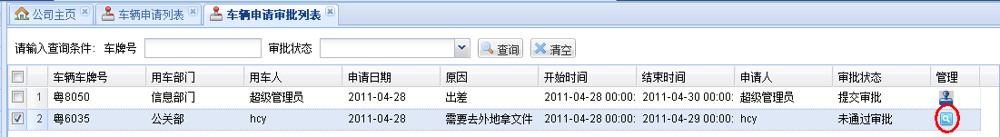 公司主页 车辆申请列表 车辆申请审批列表
请输入查询条件: 车牌号 审批状态 查询 清空
车辆车牌号 用车部门 用车人 申请日期 原因 开始时间 结束时间 申请人 审批状态 管理
1 粤8050 信息部门 超级管理员 2011-04-28 出差 2011-04-28 00:00: 2011-04-30 00:00: 超级管理员 提交审批
2 粤6035 公关部 hcy 2011-04-28 需要去外地拿文件 2011-04-28 00:00: 2011-04-29 00:00: hcy 未通过审批